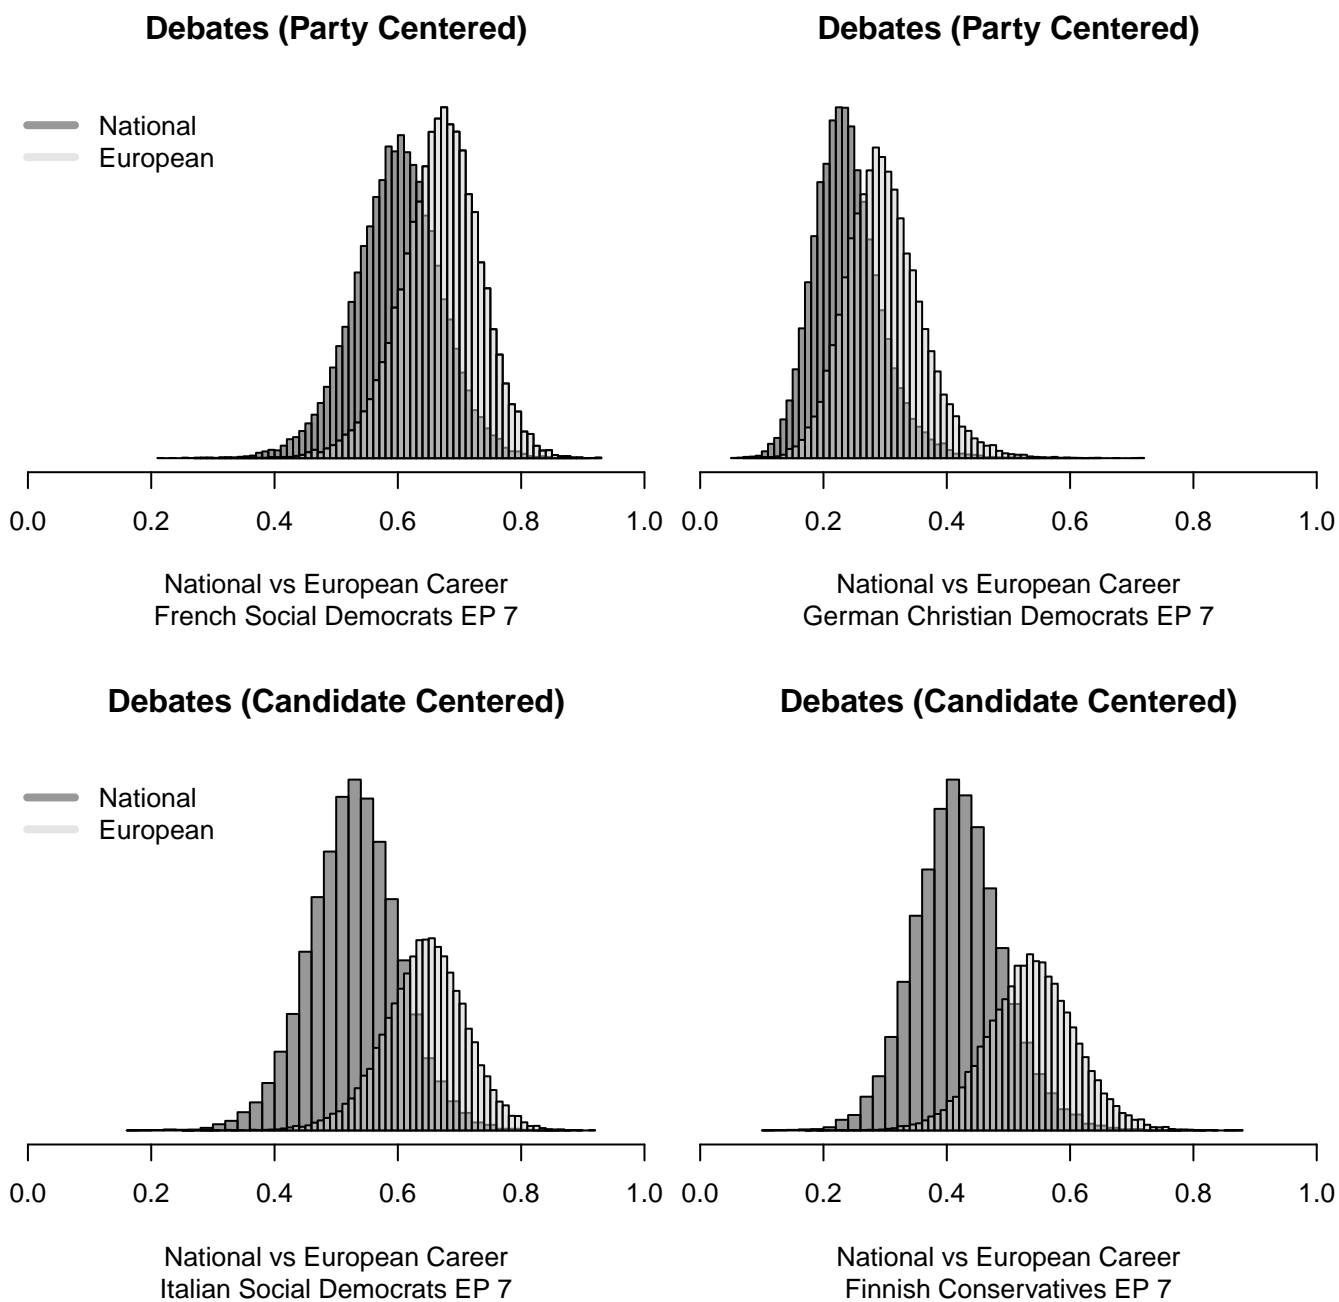 Debates (Party Centered)
National
European
0.0 0.2 0.4 0.6 0.8 1.0
National vs European Career
French Social Democrats EP 7
Debates (Party Centered)
0.0 0.2 0.4 0.6 0.8 1.0
National vs European Career
German Christian Democrats EP 7
Debates (Candidate Centered)
National
European
0.0 0.2 0.4 0.6 0.8 1.0
National vs European Career
Italian Social Democrats EP 7
Debates (Candidate Centered)
0.0 0.2 0.4 0.6 0.8 1.0
National vs European Career
Finnish Conservatives EP 7